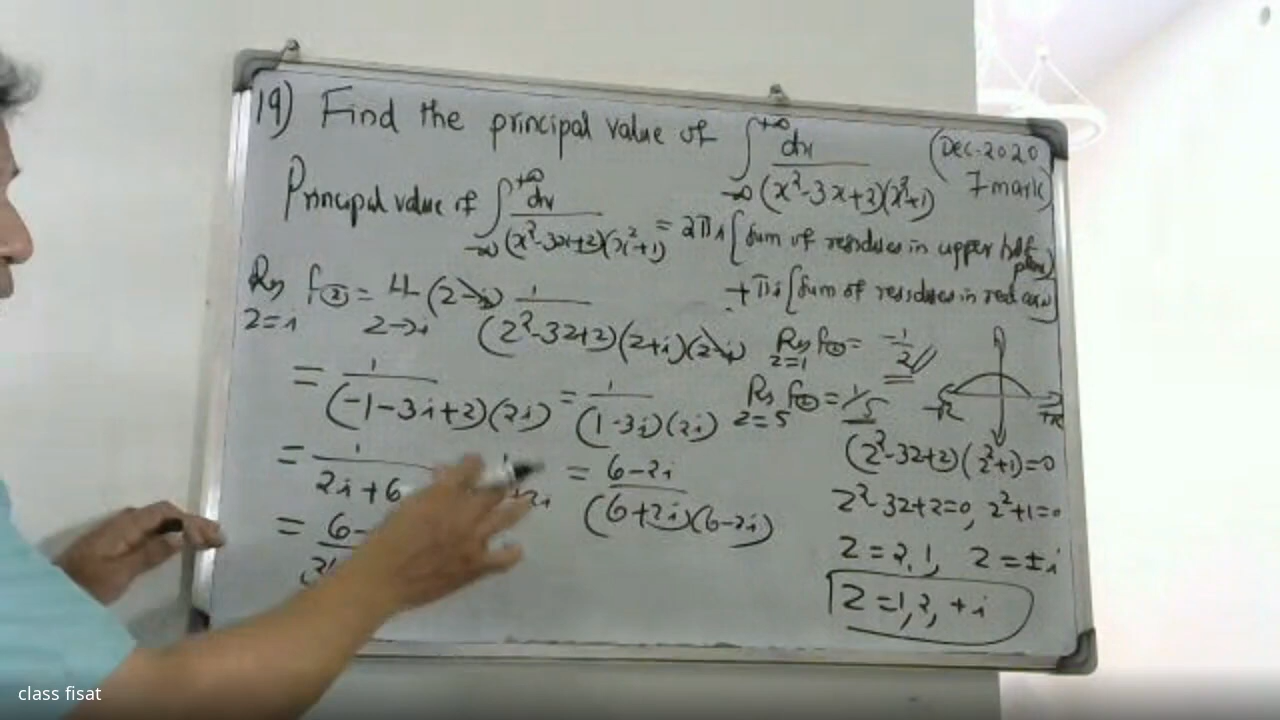 19) Find the principal value of ∫_{-∞}^{+∞} dx / (x²-3x+2)(x²+1) (Dec-2020 7 mark)
Principal value of ∫_{-∞}^{+∞} dx / (x²-3x+2)(x²+1) = 2πi [Sum of residues in upper half plane]
+ πi [Sum of residues in real axis]
Res f(z) z=i = Lt z→i (z-i) 1 / (z²-3z+2)(z+i)(z-i)
Res f(z) z=1 = -1/2
= 1 / (-1-3i+2)(2i) = 1 / (1-3i)(2i)
Res f(z) z=5 = 1/5
-R +R
= 1 / 2i+6 = 6-2i / (6+2i)(6-2i)
= 6-
(z²-3z+2)(z²+1)=0
z²-3z+2=0, z²+1=0
z=2,1, z=±i
z=1,2,+i
class fisat